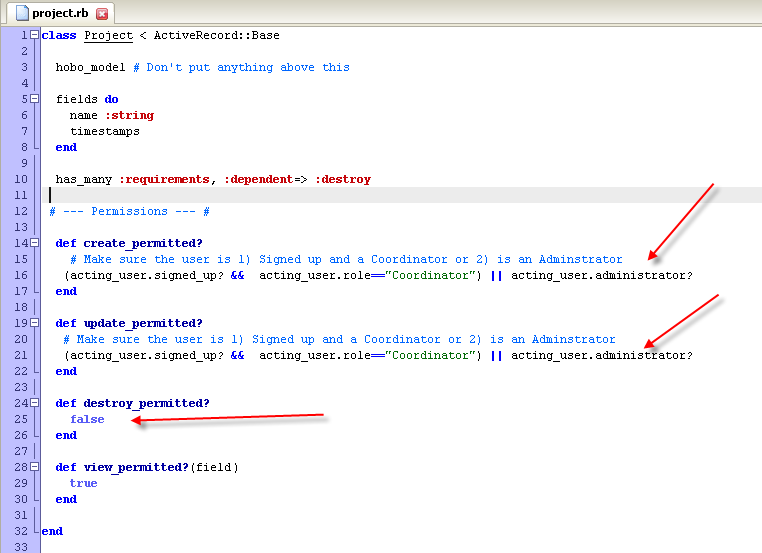 project.rb
1 class Project < ActiveRecord::Base
2
3 hobo_model # Don't put anything above this
4
5 fields do
6 name :string
7 timestamps
8 end
9
10 has_many :requirements, :dependent=> :destroy
11
12 # --- Permissions --- #
13
14 def create_permitted?
15 # Make sure the user is 1) Signed up and a Coordinator or 2) is an Adminstrator
16 (acting_user.signed_up? && acting_user.role=="Coordinator") || acting_user.administrator?
17 end
18
19 def update_permitted?
20 # Make sure the user is 1) Signed up and a Coordinator or 2) is an Adminstrator
21 (acting_user.signed_up? && acting_user.role=="Coordinator") || acting_user.administrator?
22 end
23
24 def destroy_permitted?
25 false
26 end
27
28 def view_permitted?(field)
29 true
30 end
31
32 end
33